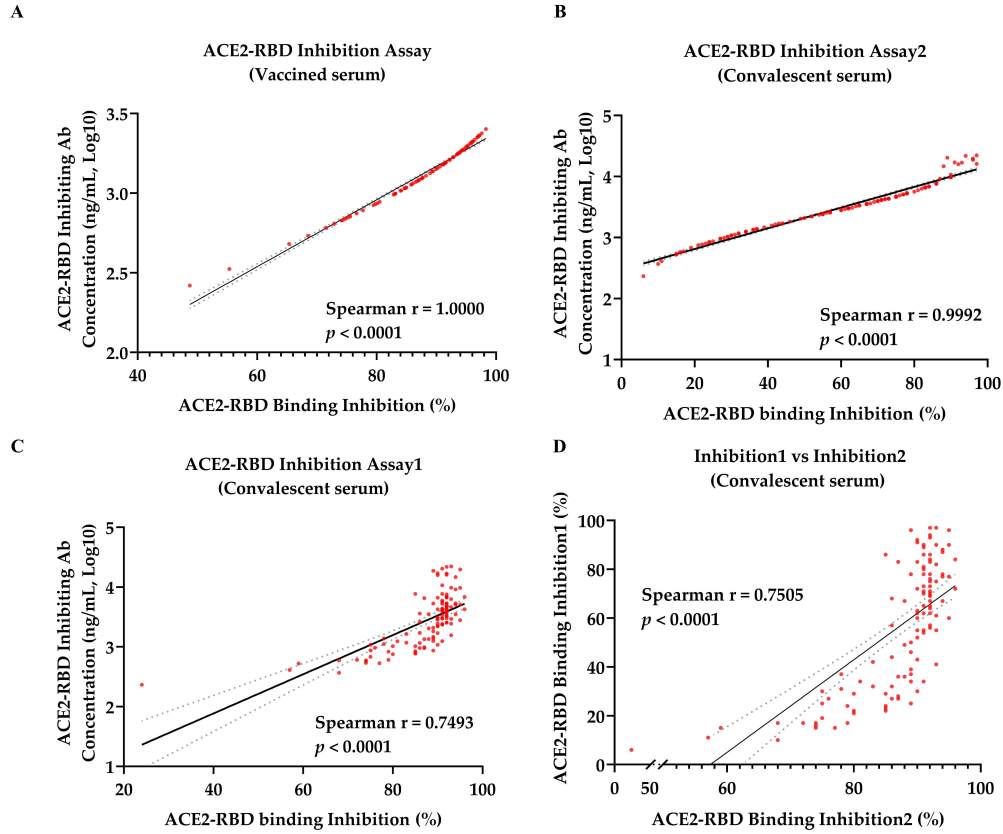 A
ACE2-RBD Inhibition Assay
(Vaccined serum)
ACE2-RBD Inhibiting Ab
Concentration (ng/mL, Log10)
3.5
3.0
2.5
2.0
Spearman r = 1.0000
p < 0.0001
40
60
80
100
ACE2-RBD Binding Inhibition (%)
B
ACE2-RBD Inhibition Assay2
(Convalescent serum)
ACE2-RBD Inhibiting Ab
Concentration (ng/mL, Log10)
5
4
3
2
1
Spearman r = 0.9992
p < 0.0001
0
20
40
60
80
100
ACE2-RBD binding Inhibition (%)
C
ACE2-RBD Inhibition Assay1
(Convalescent serum)
ACE2-RBD Inhibiting Ab
Concentration (ng/mL, Log10)
5
4
3
2
1
Spearman r = 0.7493
p < 0.0001
20
40
60
80
100
ACE2-RBD binding Inhibition (%)
D
Inhibition1 vs Inhibition2
(Convalescent serum)
ACE2-RBD Binding Inhibition1 (%)
100
80
60
40
20
0
Spearman r = 0.7505
p < 0.0001
0
50
60
80
100
ACE2-RBD Binding Inhibition2 (%)